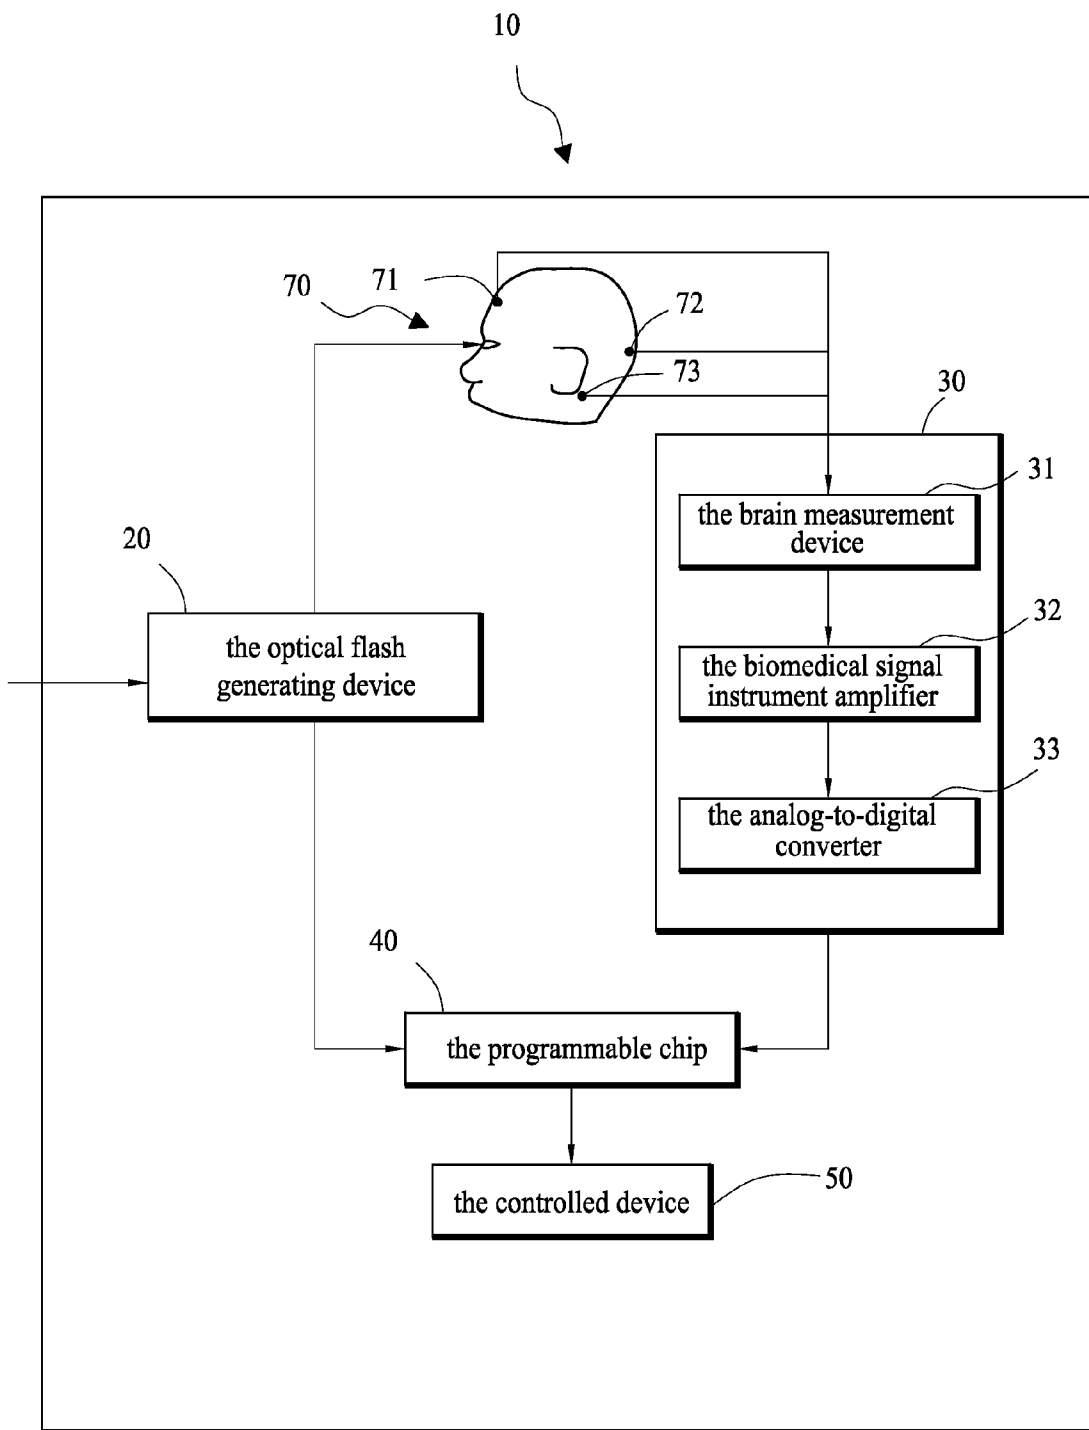 10
71
70
72
73
30
31
the brain measurement
device
20
32
the optical flash
generating device
the biomedical signal
instrument amplifier
33
the analog-to-digital
converter
40
the programmable chip
50
the controlled device